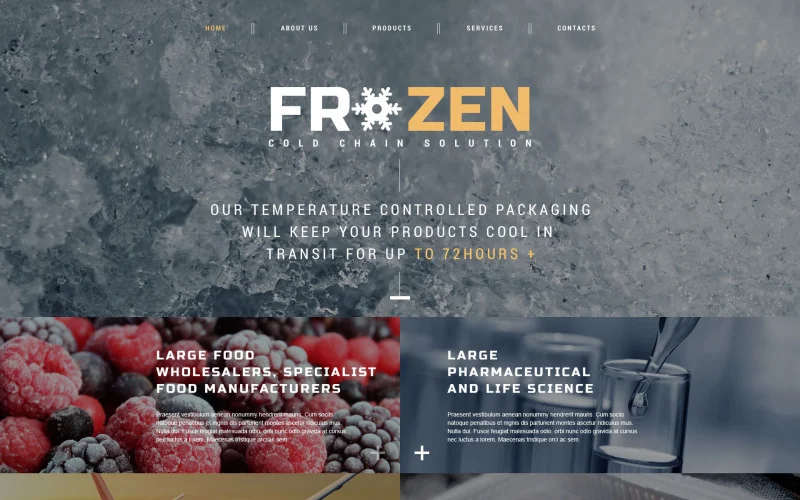 HOME ABOUT US PRODUCTS SERVICES CONTACTS
FROZEN
COLD CHAIN SOLUTION
OUR TEMPERATURE CONTROLLED PACKAGING
WILL KEEP YOUR PRODUCTS COOL IN
TRANSIT FOR UP TO 72HOURS +
LARGE FOOD
WHOLESALERS, SPECIALIST
FOOD MANUFACTURERS
Praesent vestibulum aenean nonummy hendrerit mauris. Cum sociis
natoque penatibus et mgnis dis parturient montes ascetur ridiculus mus.
Nulla dui. Fusce feugiat malesuada odio, orbi nunc odio gravida at cursus
nec luctus a lorem. Maecenas tristique orci ac sem
LARGE
PHARMACEUTICAL
AND LIFE SCIENCE
Praesent vestibulum aenean nonummy hendrerit mauris. Cum sociis
natoque penatibus et mgnis dis parturient montes ascetur ridiculus mus.
Nulla dui. Fusce feugiat malesuada odio, orbi nunc odio gravida at cursus
nec luctus a lorem. Maecenas tristique orci ac sem